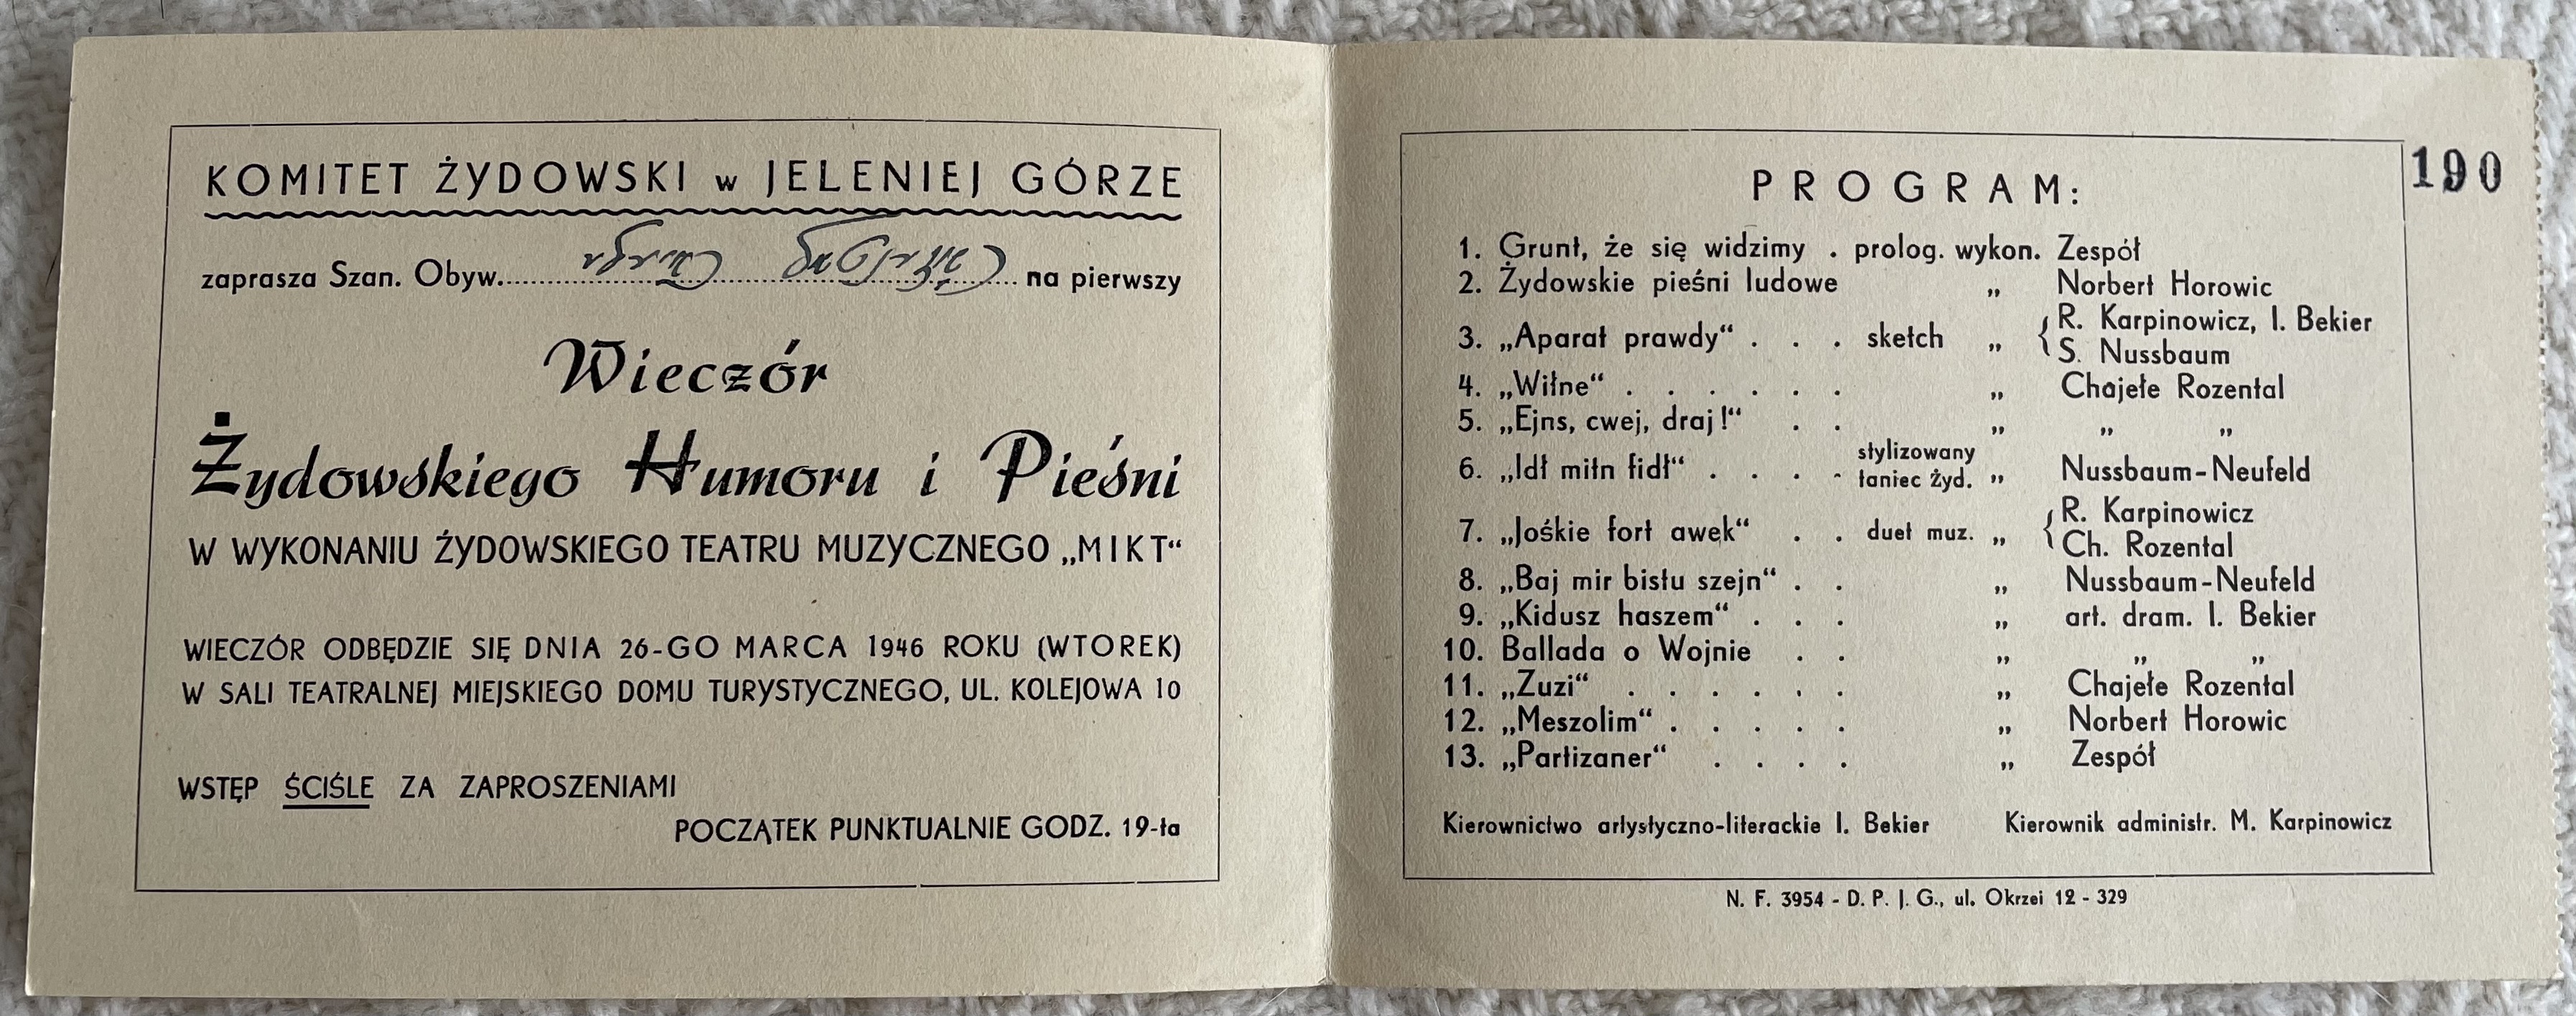 KOMITET ŻYDOWSKI w JELENIEJ GÓRZE
zaprasza Szan. Obyw. na pierwszy
Wieczór
Żydowskiego Humoru i Pieśni
W WYKONANIU ŻYDOWSKIEGO TEATRU MUZYCZNEGO „MIKT“
WIECZÓR ODBĘDZIE SIĘ DNIA 26-GO MARCA 1946 ROKU (WTOREK)
W SALI TEATRALNEJ MIEJSKIEGO DOMU TURYSTYCZNEGO, UL. KOLEJOWA 10
WSTĘP ŚCIŚLE ZA ZAPROSZENIAMI
POCZĄTEK PUNKTUALNIE GODZ. 19-ta
190
PROGRAM:
1. Grunt, że się widzimy . prolog. wykon. Zespół
2. Żydowskie pieśni ludowe „ Norbert Horowic
3. „Aparat prawdy“ . . . sketch „ { R. Karpinowicz, I. Bekier
S. Nussbaum
4. „Wilne“ . . . . . . „ Chajete Rozental
5. „Ejns, cwej, draj!“ . . „ „ „
6. „Idł mitn fidł“ . . . . stylizowany taniec żyd. „ Nussbaum-Neufeld
7. „Jośkie fort awek“ . . duet muz. „ { R. Karpinowicz
Ch. Rozental
8. „Baj mir bistu szejn“ . . „ Nussbaum-Neufeld
9. „Kidusz haszem“ . . . „ art. dram. I. Bekier
10. Ballada o Wojnie . . „ „ „
11. „Zuzi“ . . . . . . „ Chajete Rozental
12. „Meszolim“ . . . . . „ Norbert Horowic
13. „Partizaner“ . . . . „ Zespół
Kierownictwo artystyczno-literackie I. Bekier Kierownik administr. M. Karpinowicz
N. F. 3954 - D. P. J. G., ul. Okrzei 12 - 329